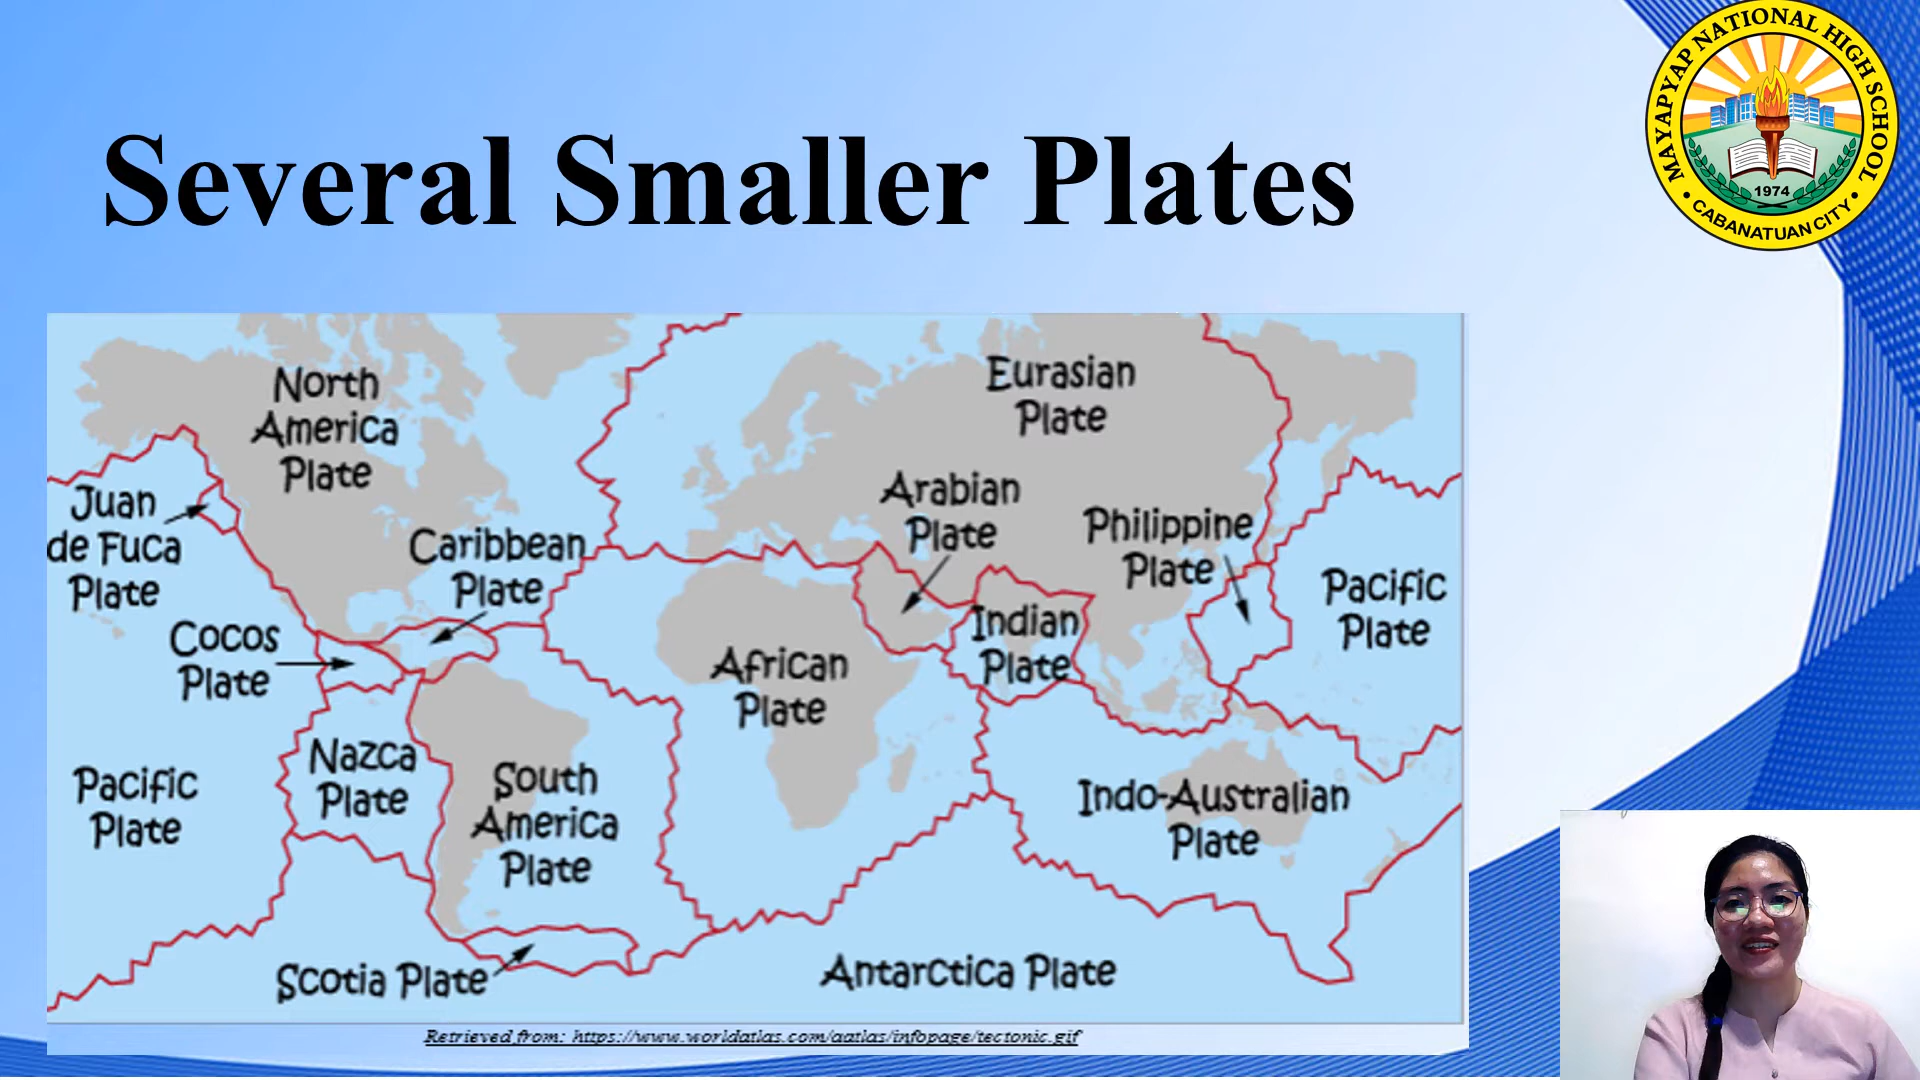 Several Smaller Plates
MAYAPYAP NATIONAL HIGH SCHOOL
1974
• CABANATUAN CITY •
North
America
Plate
Eurasian
Plate
Juan
de Fuca
Plate
Caribbean
Plate
Arabian
Plate
Philippine
Plate
Pacific
Plate
Cocos
Plate
African
Plate
Indian
Plate
Nazca
Plate
Pacific
Plate
South
America
Plate
Indo-Australian
Plate
Scotia Plate
Antarctica Plate
Retrieved from: https://www.worldatlas.com/aatlas/infopage/tectonic.gif